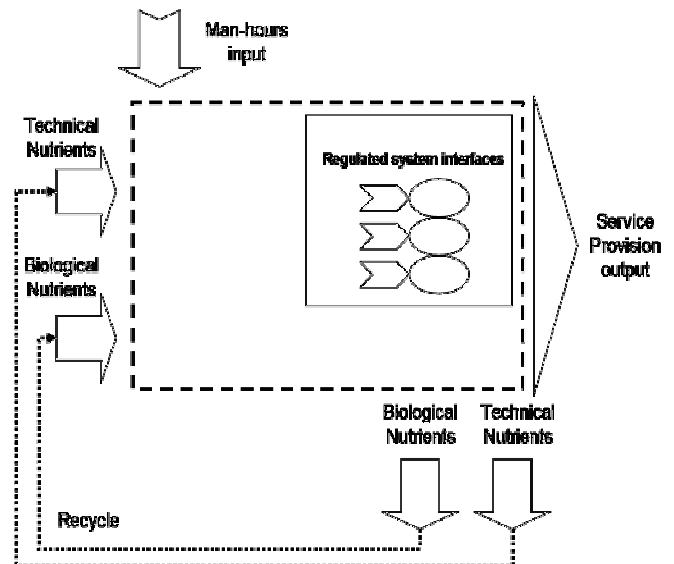 Man-hours
input
Technical
Nutrients
Regulated system interfaces
Service
Provision
output
Biological
Nutrients
Biological
Nutrients
Technical
Nutrients
Recycle